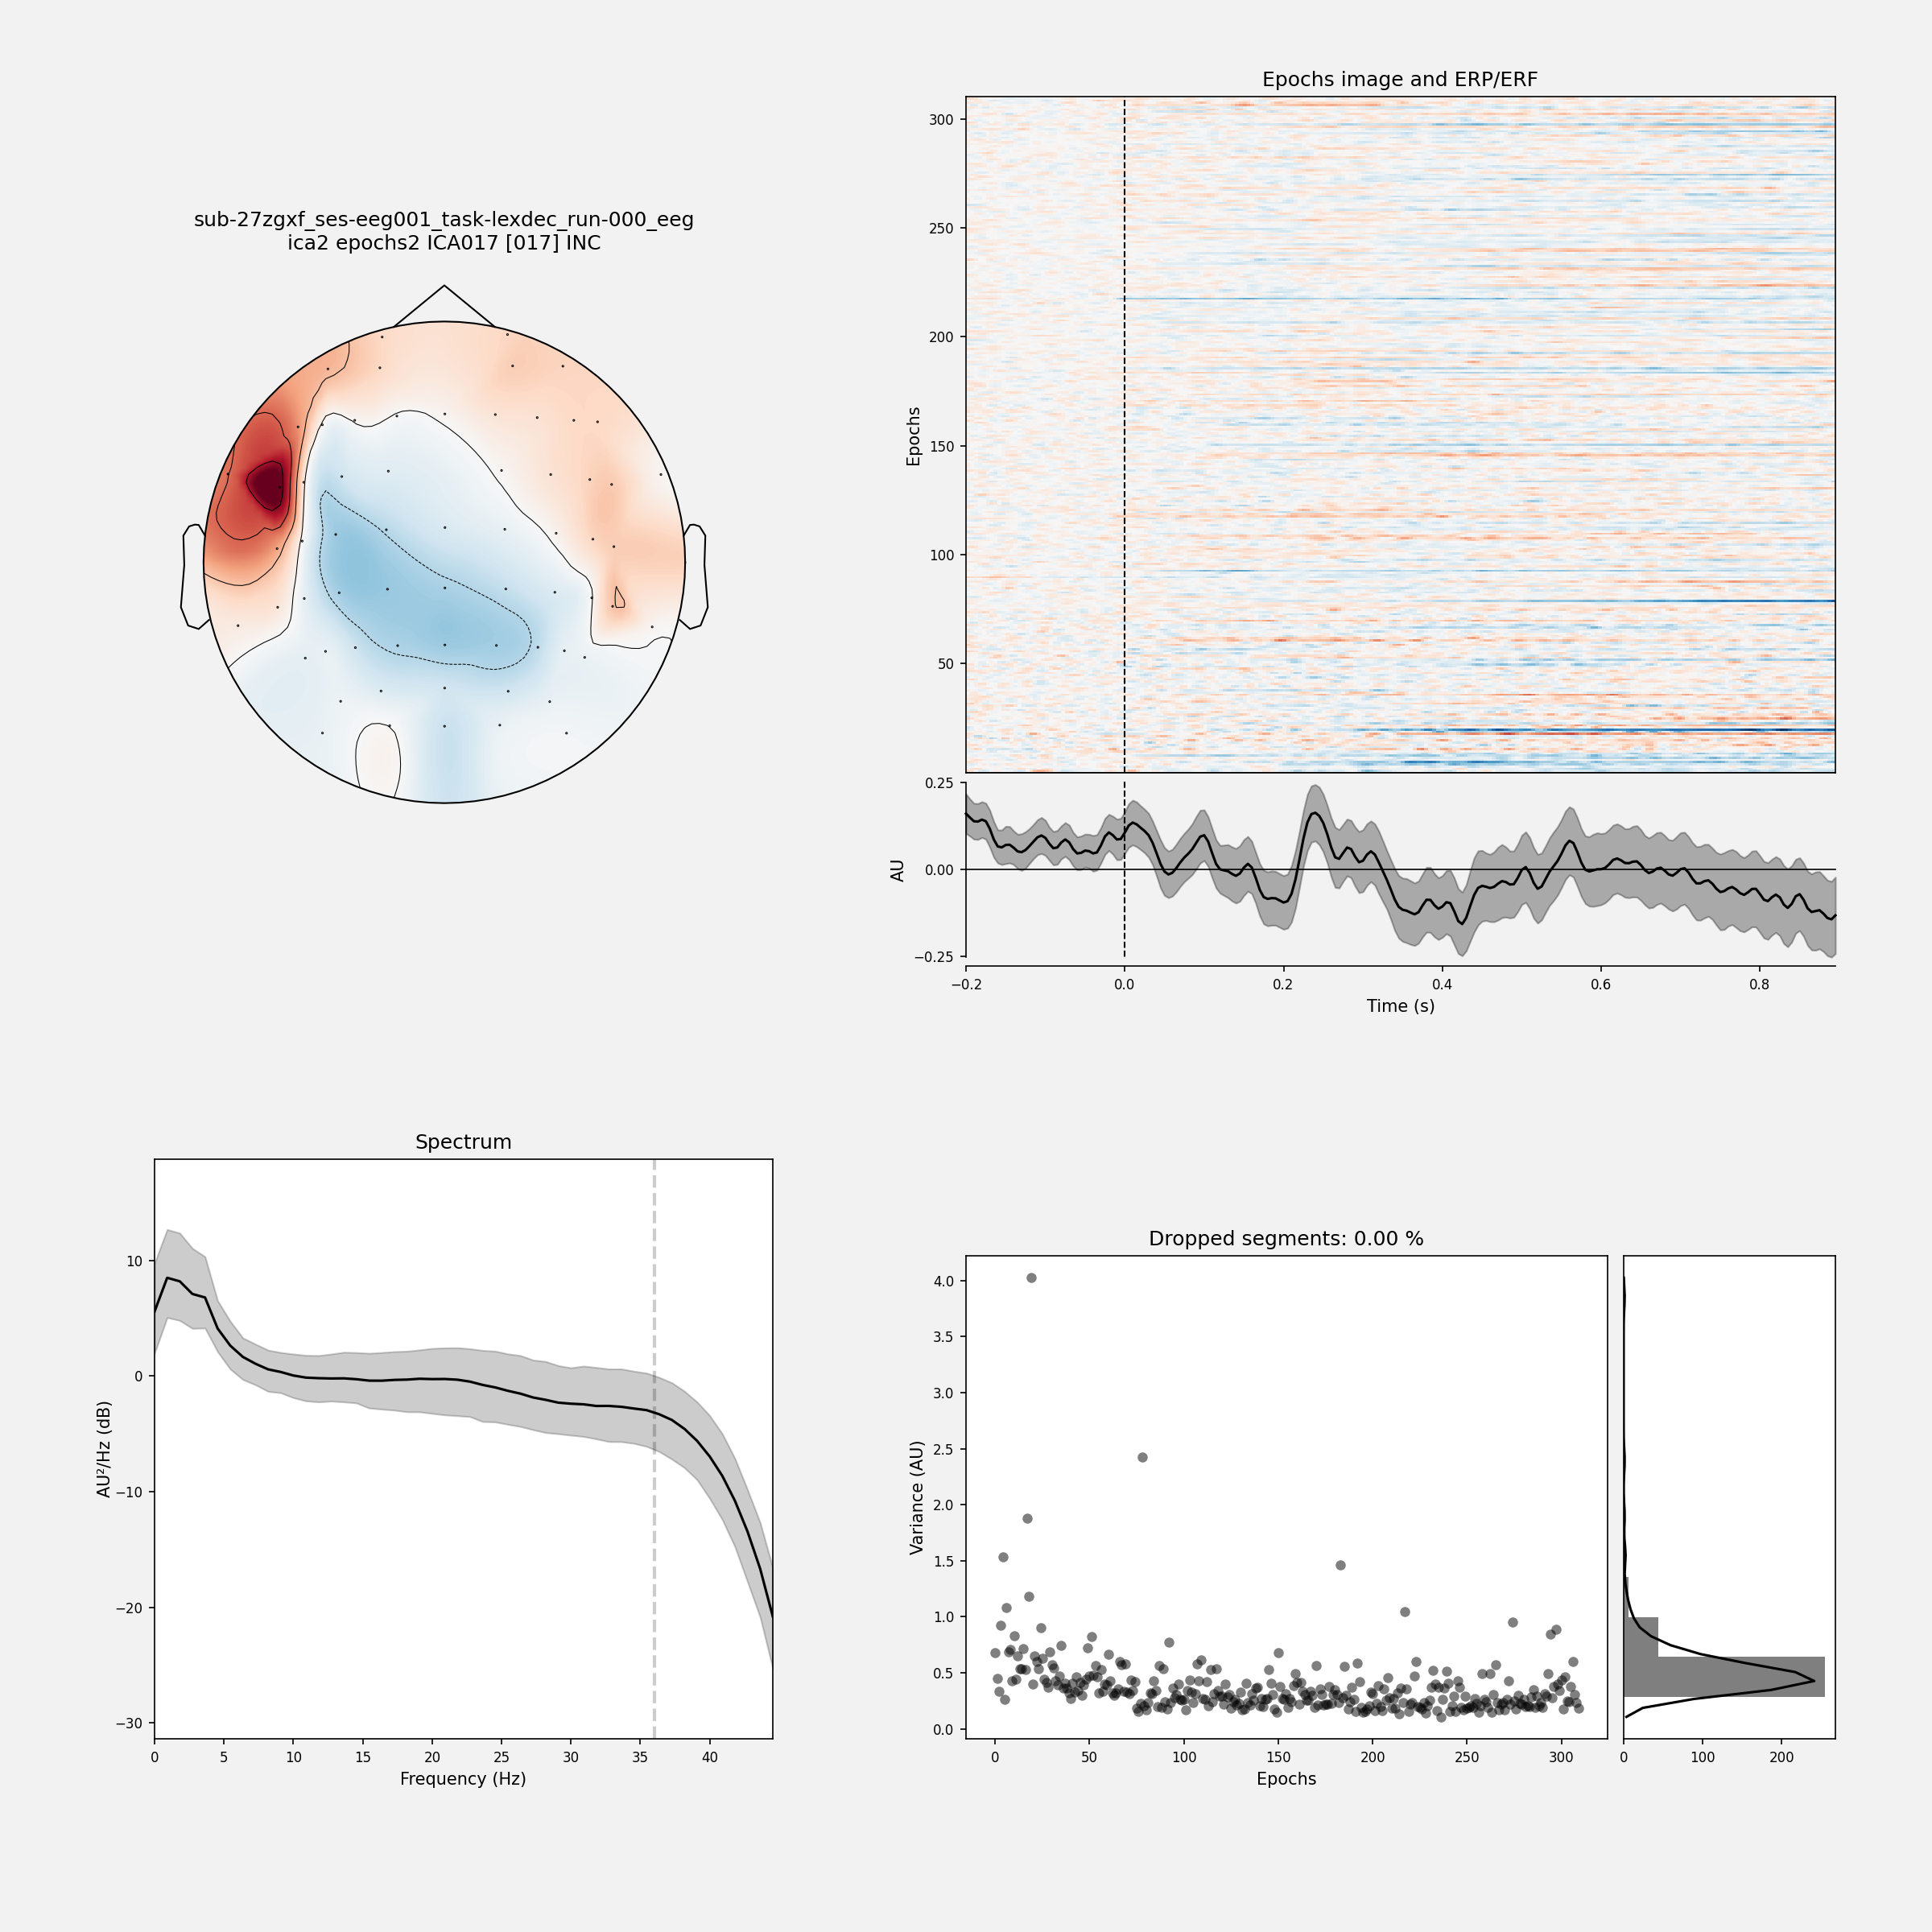 sub-27zgxf_ses-eeg001_task-lexdec_run-000_eeg
ica2 epochs2 ICA017 [017] INC
Epochs image and ERP/ERF
Epochs
300
250
200
150
100
50
AU
0.25
0.00
−0.25
−0.2 0.0 0.2 0.4 0.6 0.8
Time (s)
Spectrum
AU²/Hz (dB)
10
0
−10
−20
−30
0 5 10 15 20 25 30 35 40
Frequency (Hz)
Dropped segments: 0.00 %
Variance (AU)
4.0
3.5
3.0
2.5
2.0
1.5
1.0
0.5
0.0
0 50 100 150 200 250 300
Epochs
0 100 200